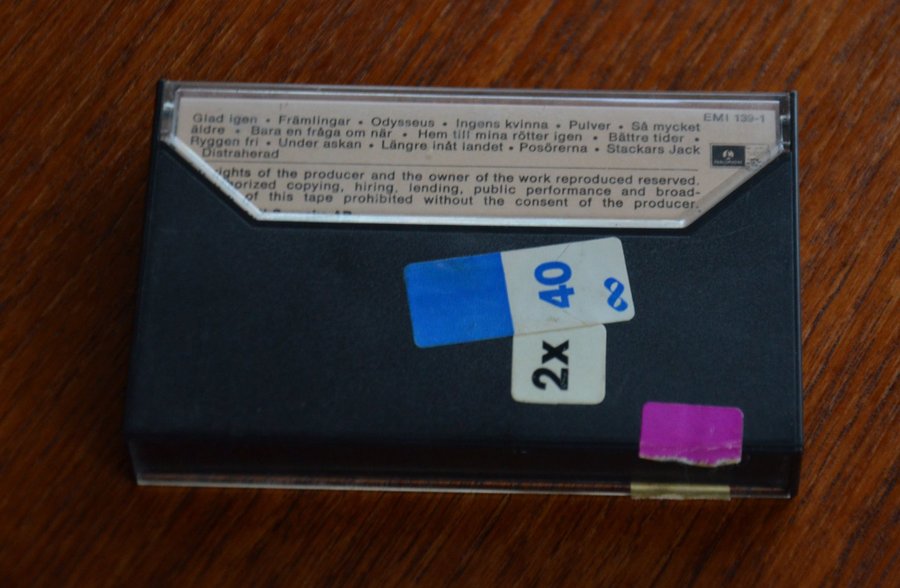 Glad igen • Främlingar • Odysseus • Ingens kvinna • Pulver • Så mycket
äldre • Bara en fråga om när • Hem till mina rötter igen • Bättre tider •
Ryggen fri • Under askan • Längre inåt landet • Posörerna • Stackars Jack
Distraherad
EMI 139-1
ights of the producer and the owner of the work reproduced reserved.
orized copying, hiring, lending, public performance and broad-
of this tape prohibited without the consent of the producer.
40
2x